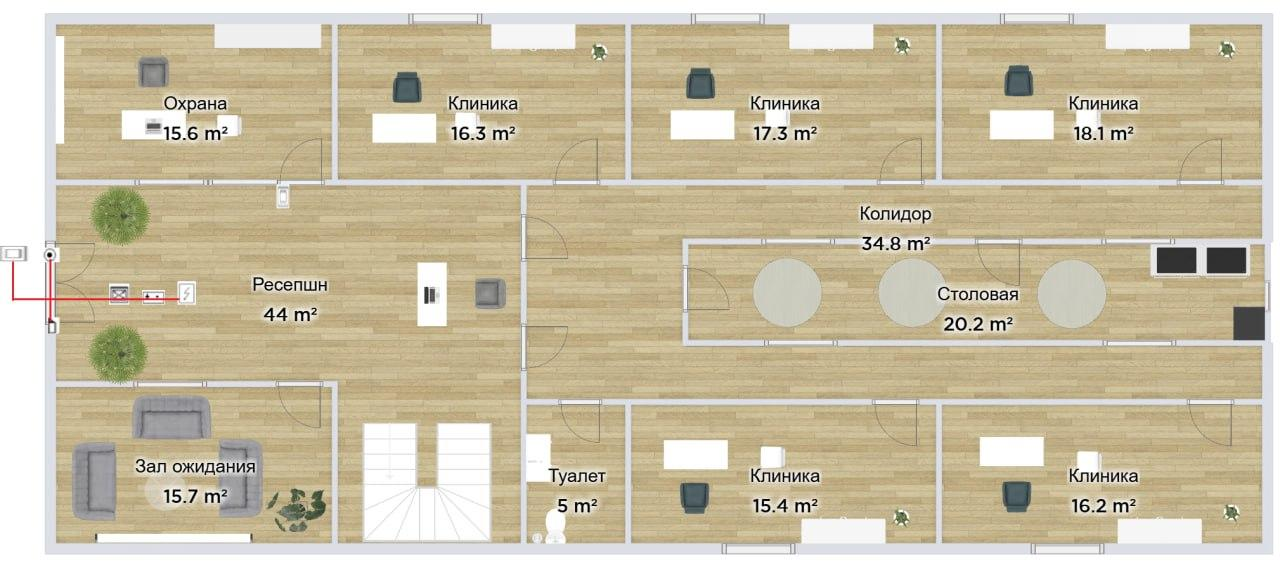 Охрана
15.6 m²
Клиника
16.3 m²
Клиника
17.3 m²
Клиника
18.1 m²
Колидор
34.8 m²
Ресепшн
44 m²
Столовая
20.2 m²
Зал ожидания
15.7 m²
Туалет
5 m²
Клиника
15.4 m²
Клиника
16.2 m²